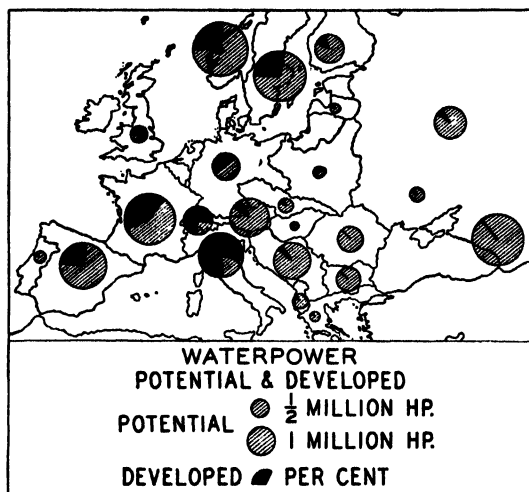 WATERPOWER
POTENTIAL & DEVELOPED
POTENTIAL
½ MILLION HP.
1 MILLION HP.
DEVELOPED PER CENT